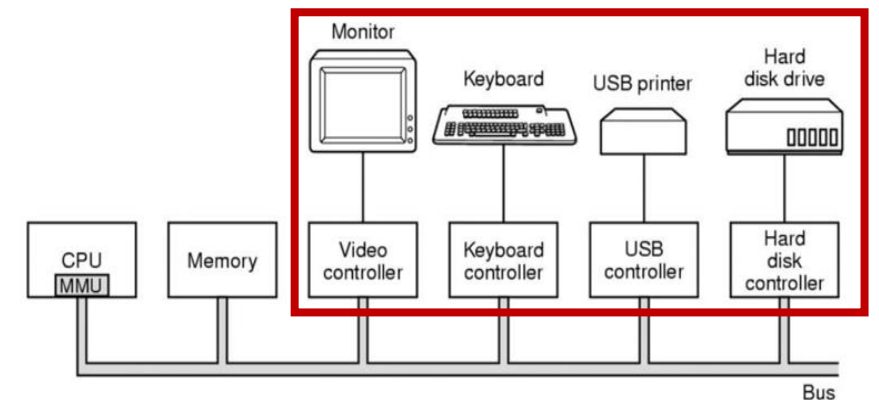 Monitor
Keyboard
USB printer
Hard
disk drive
CPU
MMU
Memory
Video
controller
Keyboard
controller
USB
controller
Hard
disk
controller
Bus